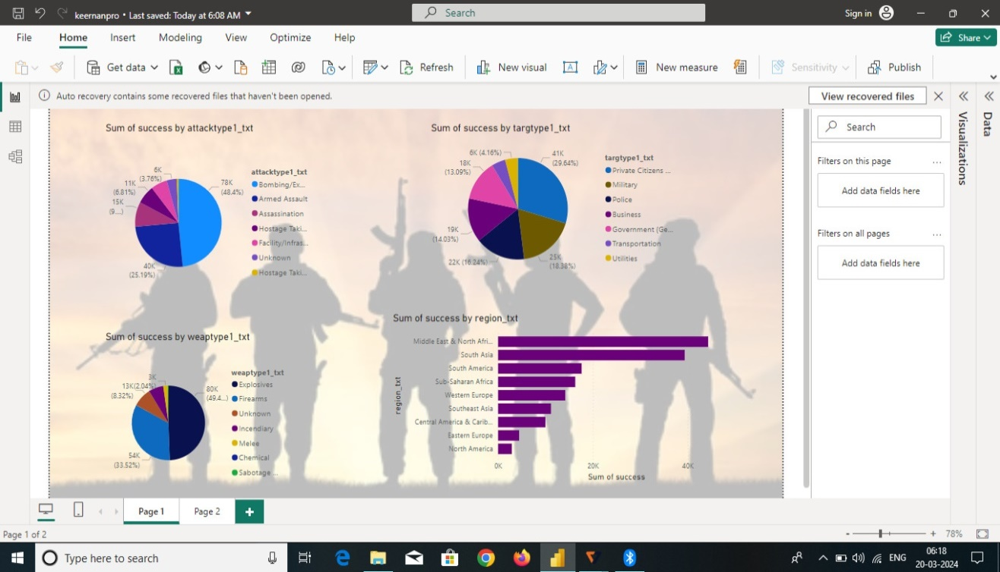 keernanpro • Last saved: Today at 6:08 AM
Search
Sign in
File Home Insert Modeling View Optimize Help
Share
Get data
Refresh
New visual
New measure
Sensitivity
Publish
Auto recovery contains some recovered files that haven't been opened.
View recovered files
Sum of success by attacktype1_txt
78K
(48.4%)
40K
(25.19%)
15K
(9...)
11K
(6.81%)
6K
(3.76%)
attacktype1_txt
Bombing/Ex...
Armed Assault
Assassination
Hostage Taki...
Facility/Infras...
Unknown
Hostage Taki...
Sum of success by targtype1_txt
41K
(29.64%)
25K
(18.38%)
22K (16.24%)
19K
(14.03%)
18K
(13.09%)
6K (4.16%)
targtype1_txt
Private Citizens ...
Military
Police
Business
Government (Ge...
Transportation
Utilities
Sum of success by weaptype1_txt
80K
(49.4...)
54K
(33.52%)
13K
(8.32%)
3K
(2.04%)
weaptype1_txt
Explosives
Firearms
Unknown
Incendiary
Melee
Chemical
Sabotage ...
Sum of success by region_txt
region_txt
Middle East & North Afri...
South Asia
South America
Sub-Saharan Africa
Western Europe
Southeast Asia
Central America & Carib...
Eastern Europe
North America
0K 20K 40K
Sum of success
Search
Filters on this page ...
Add data fields here
Filters on all pages ...
Add data fields here
Visualizations
Data
Page 1
Page 2
+
Page 1 of 2
- + 78%
Type here to search
ENG
06:18
20-03-2024